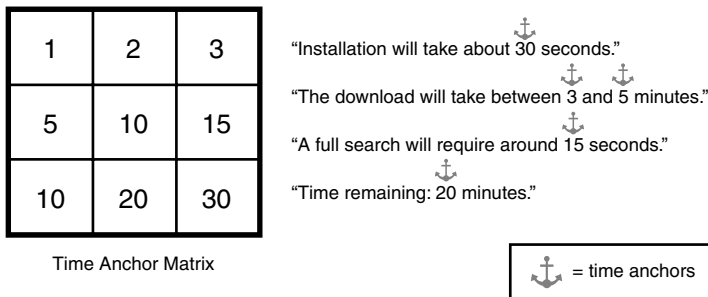 1 2 3
5 10 15
10 20 30
Time Anchor Matrix
“Installation will take about 30 seconds.”
“The download will take between 3 and 5 minutes.”
“A full search will require around 15 seconds.”
“Time remaining: 20 minutes.”
= time anchors